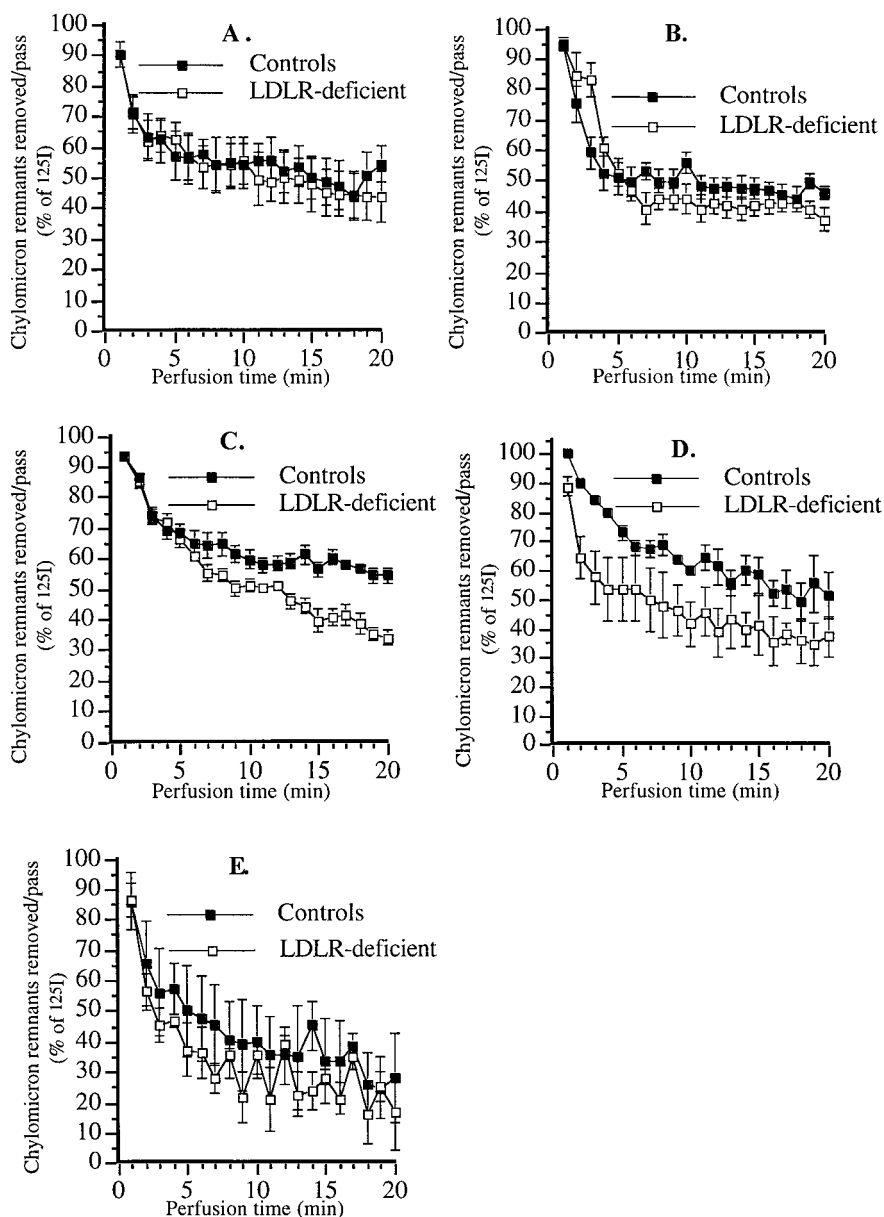 A.
Controls
LDLR-deficient
Chylomicron remnants removed/pass
(% of 125I)
100
90
80
70
60
50
40
30
20
10
0
0 5 10 15 20
Perfusion time (min)
B.
Controls
LDLR-deficient
Chylomicron remnants removed/pass
(% of 125I)
100
90
80
70
60
50
40
30
20
10
0
0 5 10 15 20
Perfusion time (min)
C.
Controls
LDLR-deficient
Chylomicron remnants removed/pass
(% of 125I)
100
90
80
70
60
50
40
30
20
10
0
0 5 10 15 20
Perfusion time (min)
D.
Controls
LDLR-deficient
Chylomicron remnants removed/pass
(% of 125I)
100
90
80
70
60
50
40
30
20
10
0
0 5 10 15 20
Perfusion time (min)
E.
Controls
LDLR-deficient
Chylomicron remnants removed/pass
(% of 125I)
100
90
80
70
60
50
40
30
20
10
0
0 5 10 15 20
Perfusion time (min)